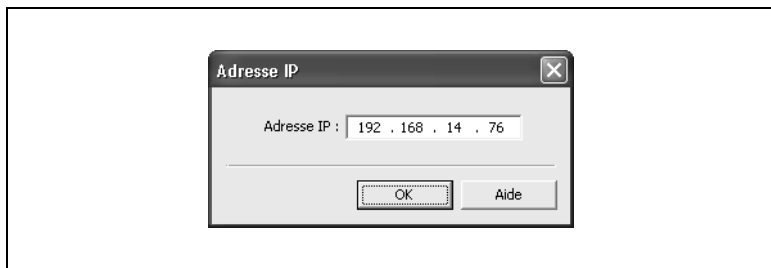 Adresse IP
Adresse IP : 192 . 168 . 14 . 76
OK Aide